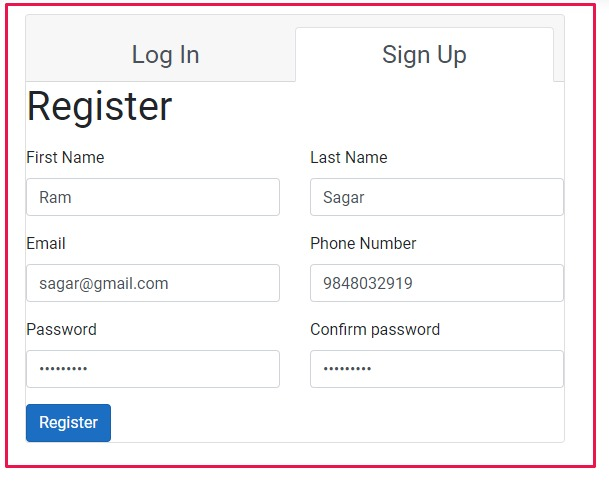 Log In Sign Up
Register
First Name Last Name
Ram Sagar
Email Phone Number
sagar@gmail.com 9848032919
Password Confirm password
••••••••• •••••••••
Register